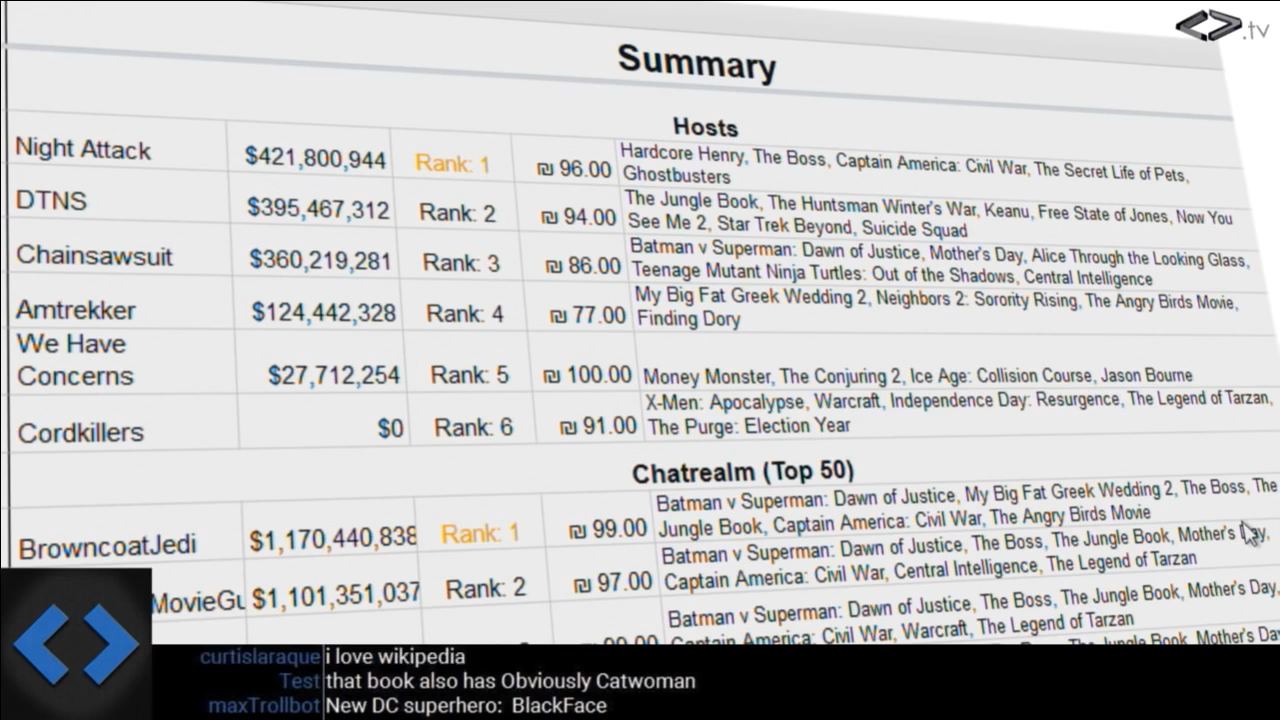 .tv
Summary
Hosts
Night Attack $421,800,944 Rank: 1 ₪ 96.00 Hardcore Henry, The Boss, Captain America: Civil War, The Secret Life of Pets,
Ghostbusters
DTNS $395,467,312 Rank: 2 ₪ 94.00 The Jungle Book, The Huntsman Winter's War, Keanu, Free State of Jones, Now You
See Me 2, Star Trek Beyond, Suicide Squad
Chainsawsuit $360,219,281 Rank: 3 ₪ 86.00 Batman v Superman: Dawn of Justice, Mother's Day, Alice Through the Looking Glass,
Teenage Mutant Ninja Turtles: Out of the Shadows, Central Intelligence
Amtrekker $124,442,328 Rank: 4 ₪ 77.00 My Big Fat Greek Wedding 2, Neighbors 2: Sorority Rising, The Angry Birds Movie,
Finding Dory
We Have
Concerns $27,712,254 Rank: 5 ₪ 100.00 Money Monster, The Conjuring 2, Ice Age: Collision Course, Jason Bourne
Cordkillers $0 Rank: 6 ₪ 91.00 X-Men: Apocalypse, Warcraft, Independence Day: Resurgence, The Legend of Tarzan,
The Purge: Election Year
Chatrealm (Top 50)
BrowncoatJedi $1,170,440,838 Rank: 1 ₪ 99.00 Batman v Superman: Dawn of Justice, My Big Fat Greek Wedding 2, The Boss, The
Jungle Book, Captain America: Civil War, The Angry Birds Movie
MovieGu $1,101,351,037 Rank: 2 ₪ 97.00 Batman v Superman: Dawn of Justice, The Boss, The Jungle Book, Mother's Day,
Captain America: Civil War, Central Intelligence, The Legend of Tarzan
Batman v Superman: Dawn of Justice, The Boss, The Jungle Book, Mother's Day,
Captain America: Civil War, Warcraft, The Legend of Tarzan
The Jungle Book, Mother's Da
curtislaraque i love wikipedia
Test that book also has Obviously Catwoman
maxTrollbot New DC superhero: BlackFace